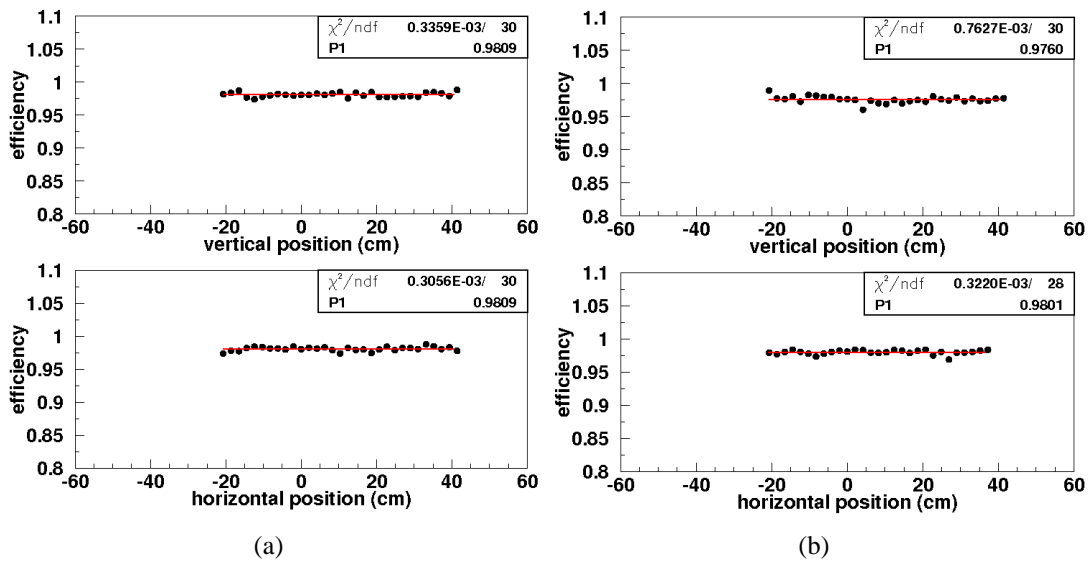 1.1
1.05
1
0.95
0.9
0.85
0.8
efficiency
χ²/ndf 0.3359E-03/ 30
P1 0.9809
-60 -40 -20 0 20 40 60
vertical position (cm)
1.1
1.05
1
0.95
0.9
0.85
0.8
efficiency
χ²/ndf 0.3056E-03/ 30
P1 0.9809
-60 -40 -20 0 20 40 60
horizontal position (cm)
(a)
1.1
1.05
1
0.95
0.9
0.85
0.8
efficiency
χ²/ndf 0.7627E-03/ 30
P1 0.9760
-60 -40 -20 0 20 40 60
vertical position (cm)
1.1
1.05
1
0.95
0.9
0.85
0.8
efficiency
χ²/ndf 0.3220E-03/ 28
P1 0.9801
-60 -40 -20 0 20 40 60
horizontal position (cm)
(b)